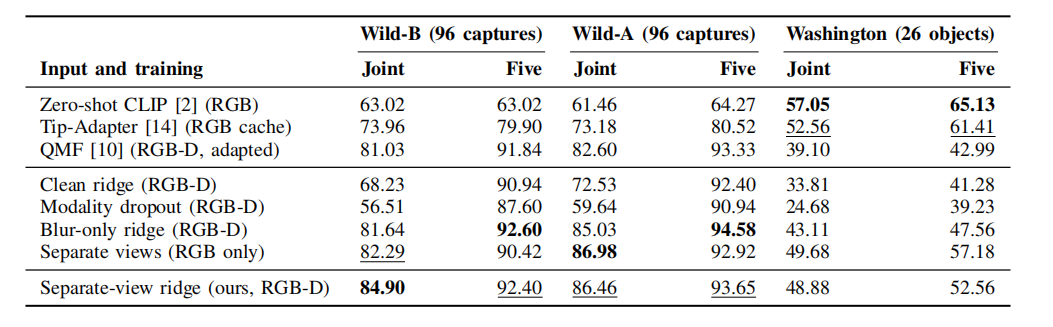 Wild-B (96 captures) Wild-A (96 captures) Washington (26 objects)
Input and training Joint Five Joint Five Joint Five
Zero-shot CLIP [2] (RGB) 63.02 63.02 61.46 64.27 57.05 65.13
Tip-Adapter [14] (RGB cache) 73.96 79.90 73.18 80.52 52.56 61.41
QMF [10] (RGB-D, adapted) 81.03 91.84 82.60 93.33 39.10 42.99
Clean ridge (RGB-D) 68.23 90.94 72.53 92.40 33.81 41.28
Modality dropout (RGB-D) 56.51 87.60 59.64 90.94 24.68 39.23
Blur-only ridge (RGB-D) 81.64 92.60 85.03 94.58 43.11 47.56
Separate views (RGB only) 82.29 90.42 86.98 92.92 49.68 57.18
Separate-view ridge (ours, RGB-D) 84.90 92.40 86.46 93.65 48.88 52.56